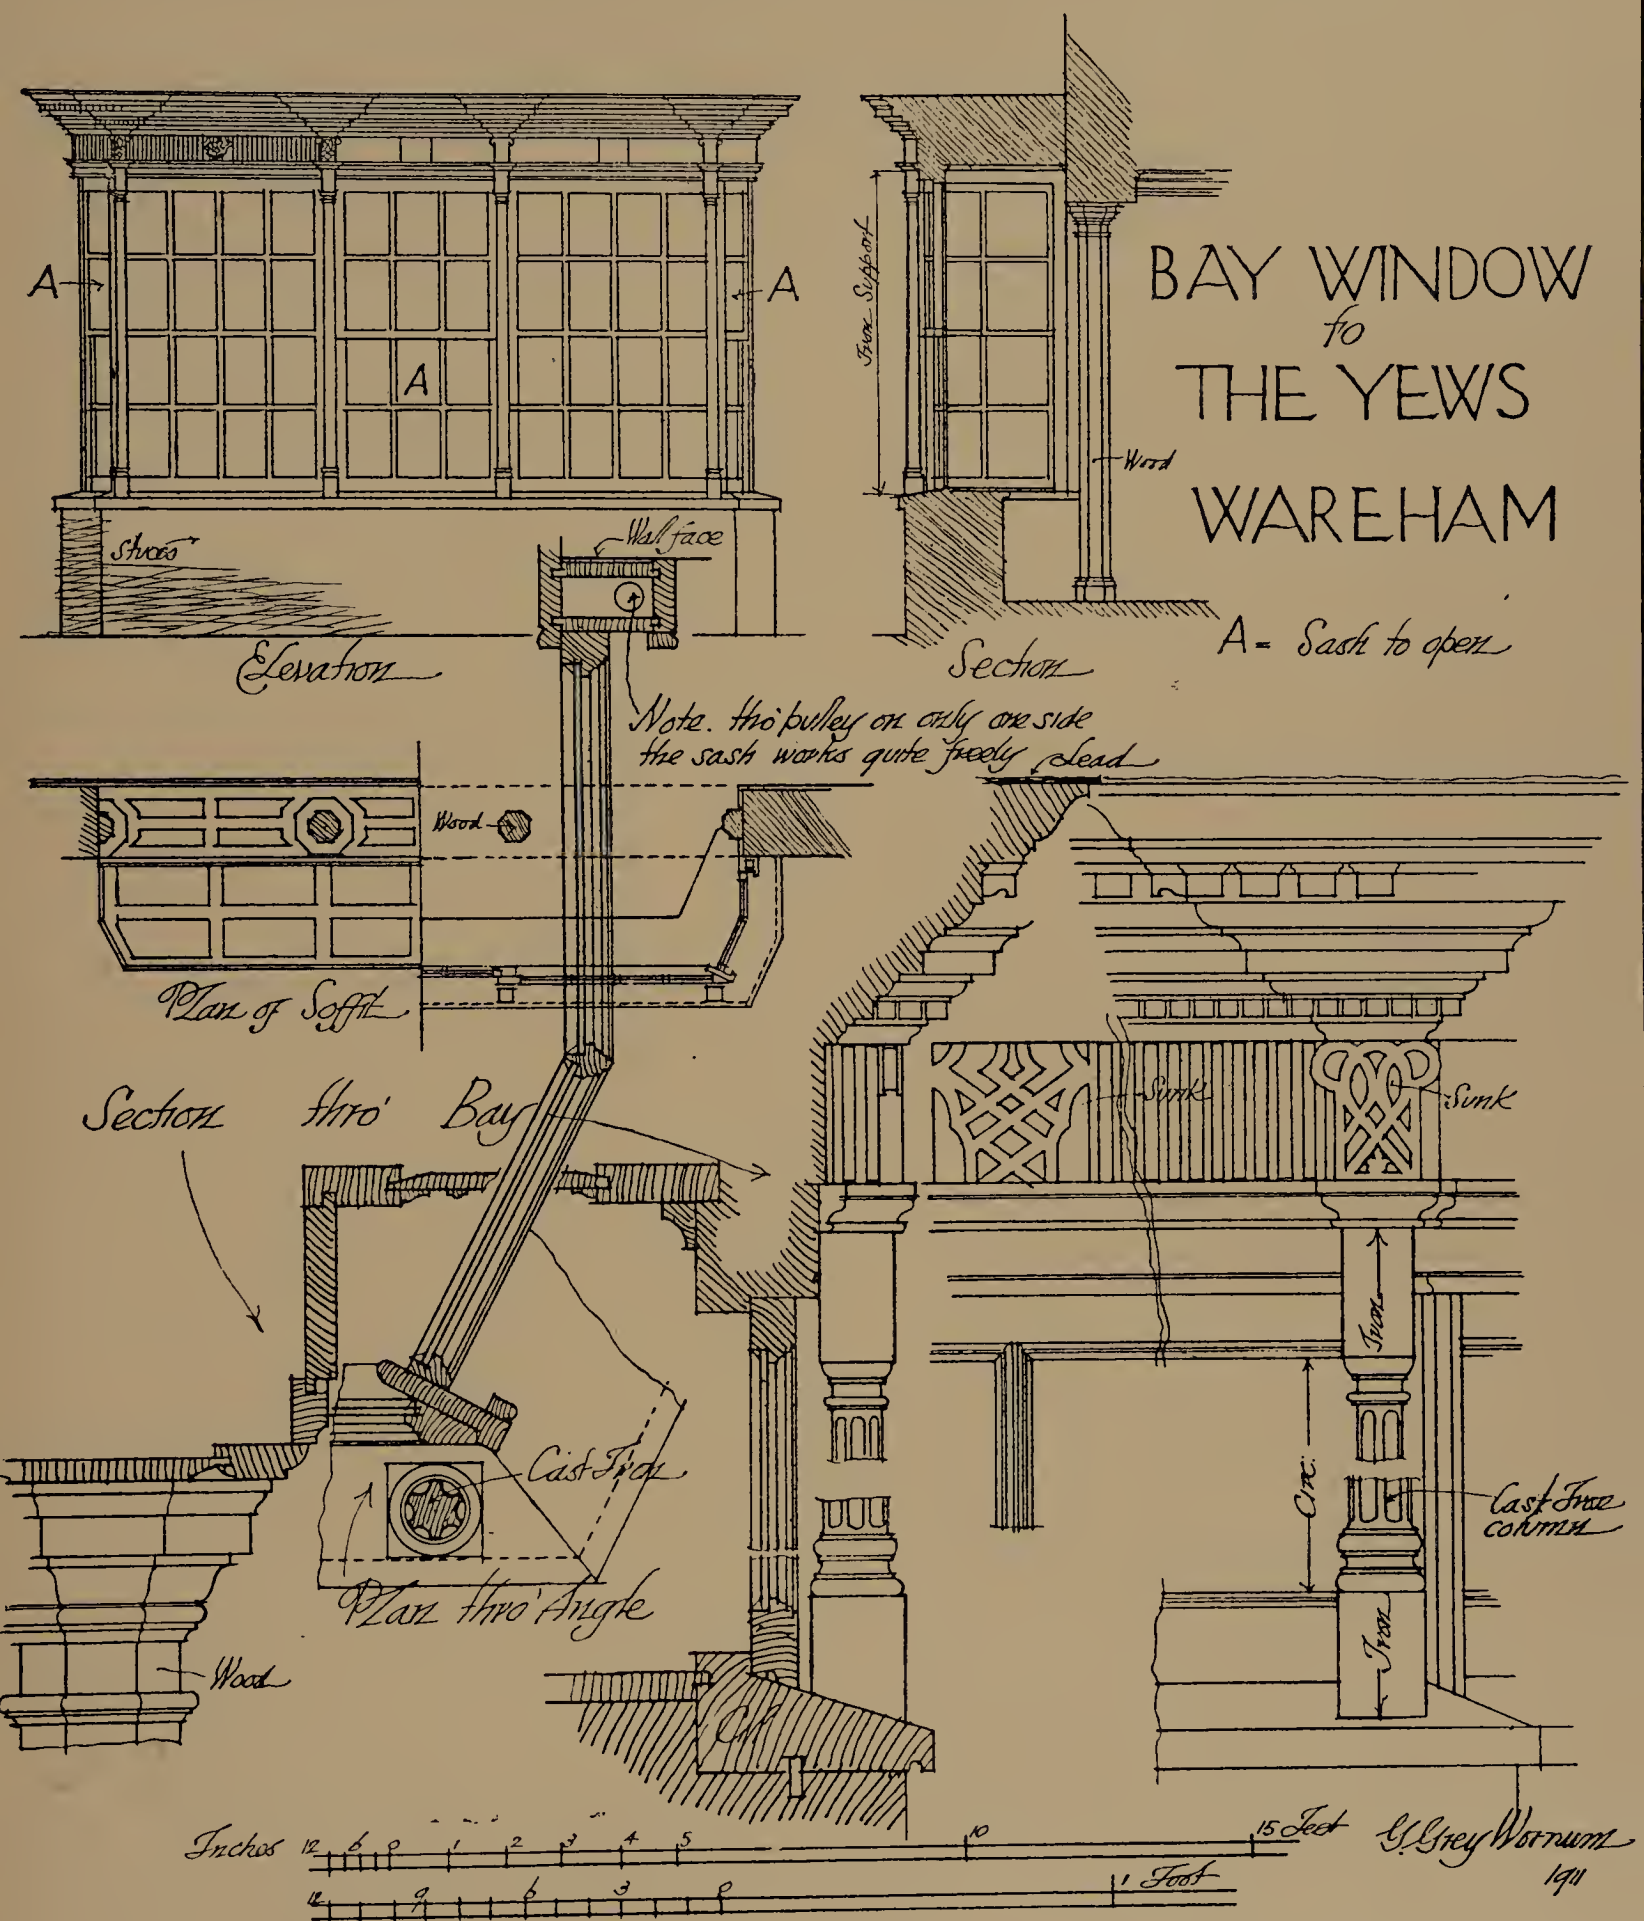 BAY WINDOW
to
THE YEWS
WAREHAM
A
A
A
Iron Support
Wood
Stucco
Wall face
Elevation
Section
A = Sash to open
Note. tho' pulley on only one side
the sash works quite freely
Lead
Wood
Plan of Soffit
Section thro' Bay
Sunk
Sunk
Iron
Cast Iron
Circ.
Cast Iron
column
Plan thro' Angle
Iron
Wood
Inches 12 6 0 1 2 3 4 5 10 15 Feet
12 9 6 3 0 1 Foot
G. Grey Wornum
1911